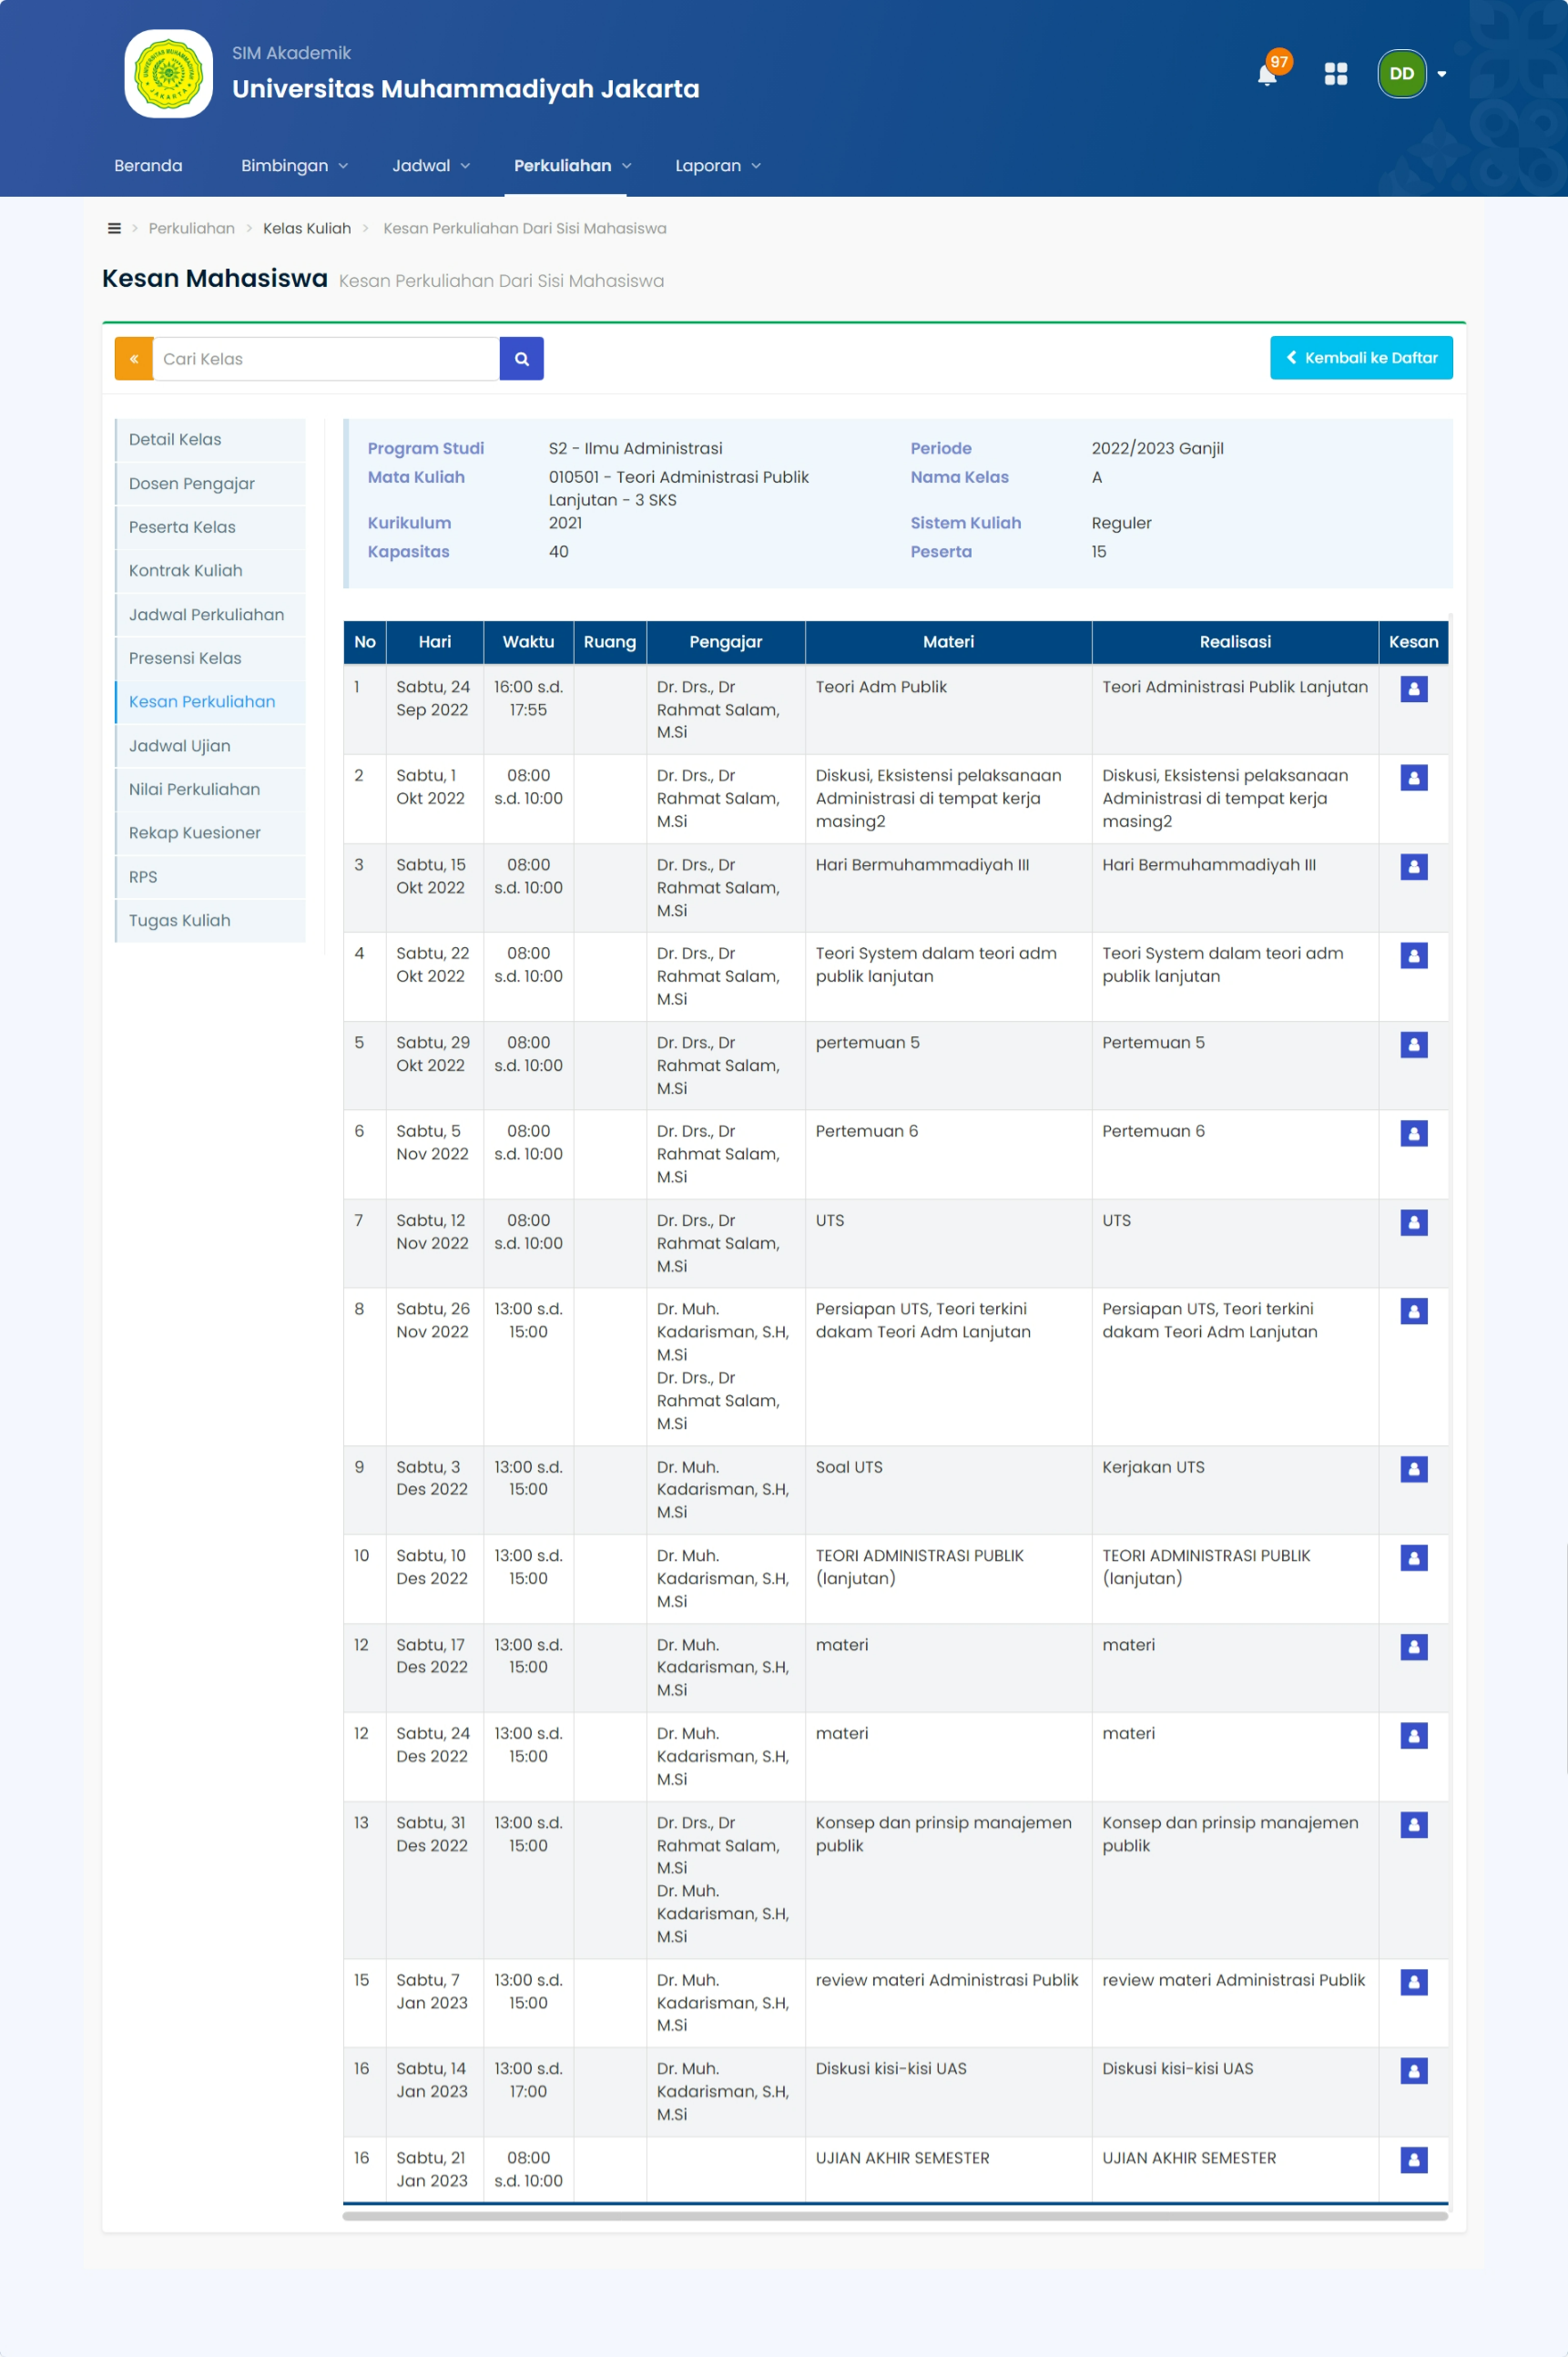 SIM Akademik
Universitas Muhammadiyah Jakarta
97
DD
Beranda Bimbingan Jadwal Perkuliahan Laporan
Perkuliahan > Kelas Kuliah > Kesan Perkuliahan Dari Sisi Mahasiswa
Kesan Mahasiswa Kesan Perkuliahan Dari Sisi Mahasiswa
« Cari Kelas
Kembali ke Daftar
Detail Kelas
Dosen Pengajar
Peserta Kelas
Kontrak Kuliah
Jadwal Perkuliahan
Presensi Kelas
Kesan Perkuliahan
Jadwal Ujian
Nilai Perkuliahan
Rekap Kuesioner
RPS
Tugas Kuliah
Program Studi S2 - Ilmu Administrasi Periode 2022/2023 Ganjil
Mata Kuliah 010501 - Teori Administrasi Publik Nama Kelas A
Lanjutan - 3 SKS
Kurikulum 2021 Sistem Kuliah Reguler
Kapasitas 40 Peserta 15
No Hari Waktu Ruang Pengajar Materi Realisasi Kesan
1 Sabtu, 24 16:00 s.d. Dr. Drs., Dr Teori Adm Publik Teori Administrasi Publik Lanjutan
Sep 2022 17:55 Rahmat Salam,
M.Si
2 Sabtu, 1 08:00 Dr. Drs., Dr Diskusi, Eksistensi pelaksanaan Diskusi, Eksistensi pelaksanaan
Okt 2022 s.d. 10:00 Rahmat Salam, Administrasi di tempat kerja Administrasi di tempat kerja
M.Si masing2 masing2
3 Sabtu, 15 08:00 Dr. Drs., Dr Hari Bermuhammadiyah III Hari Bermuhammadiyah III
Okt 2022 s.d. 10:00 Rahmat Salam,
M.Si
4 Sabtu, 22 08:00 Dr. Drs., Dr Teori System dalam teori adm Teori System dalam teori adm
Okt 2022 s.d. 10:00 Rahmat Salam, publik lanjutan publik lanjutan
M.Si
5 Sabtu, 29 08:00 Dr. Drs., Dr pertemuan 5 Pertemuan 5
Okt 2022 s.d. 10:00 Rahmat Salam,
M.Si
6 Sabtu, 5 08:00 Dr. Drs., Dr Pertemuan 6 Pertemuan 6
Nov 2022 s.d. 10:00 Rahmat Salam,
M.Si
7 Sabtu, 12 08:00 Dr. Drs., Dr UTS UTS
Nov 2022 s.d. 10:00 Rahmat Salam,
M.Si
8 Sabtu, 26 13:00 s.d. Dr. Muh. Persiapan UTS, Teori terkini Persiapan UTS, Teori terkini
Nov 2022 15:00 Kadarisman, S.H, dakam Teori Adm Lanjutan dakam Teori Adm Lanjutan
M.Si
Dr. Drs., Dr
Rahmat Salam,
M.Si
9 Sabtu, 3 13:00 s.d. Dr. Muh. Soal UTS Kerjakan UTS
Des 2022 15:00 Kadarisman, S.H,
M.Si
10 Sabtu, 10 13:00 s.d. Dr. Muh. TEORI ADMINISTRASI PUBLIK TEORI ADMINISTRASI PUBLIK
Des 2022 15:00 Kadarisman, S.H, (lanjutan) (lanjutan)
M.Si
12 Sabtu, 17 13:00 s.d. Dr. Muh. materi materi
Des 2022 15:00 Kadarisman, S.H,
M.Si
12 Sabtu, 24 13:00 s.d. Dr. Muh. materi materi
Des 2022 15:00 Kadarisman, S.H,
M.Si
13 Sabtu, 31 13:00 s.d. Dr. Drs., Dr Konsep dan prinsip manajemen Konsep dan prinsip manajemen
Des 2022 15:00 Rahmat Salam, publik publik
M.Si
Dr. Muh.
Kadarisman, S.H,
M.Si
15 Sabtu, 7 13:00 s.d. Dr. Muh. review materi Administrasi Publik review materi Administrasi Publik
Jan 2023 15:00 Kadarisman, S.H,
M.Si
16 Sabtu, 14 13:00 s.d. Dr. Muh. Diskusi kisi-kisi UAS Diskusi kisi-kisi UAS
Jan 2023 17:00 Kadarisman, S.H,
M.Si
16 Sabtu, 21 08:00 UJIAN AKHIR SEMESTER UJIAN AKHIR SEMESTER
Jan 2023 s.d. 10:00